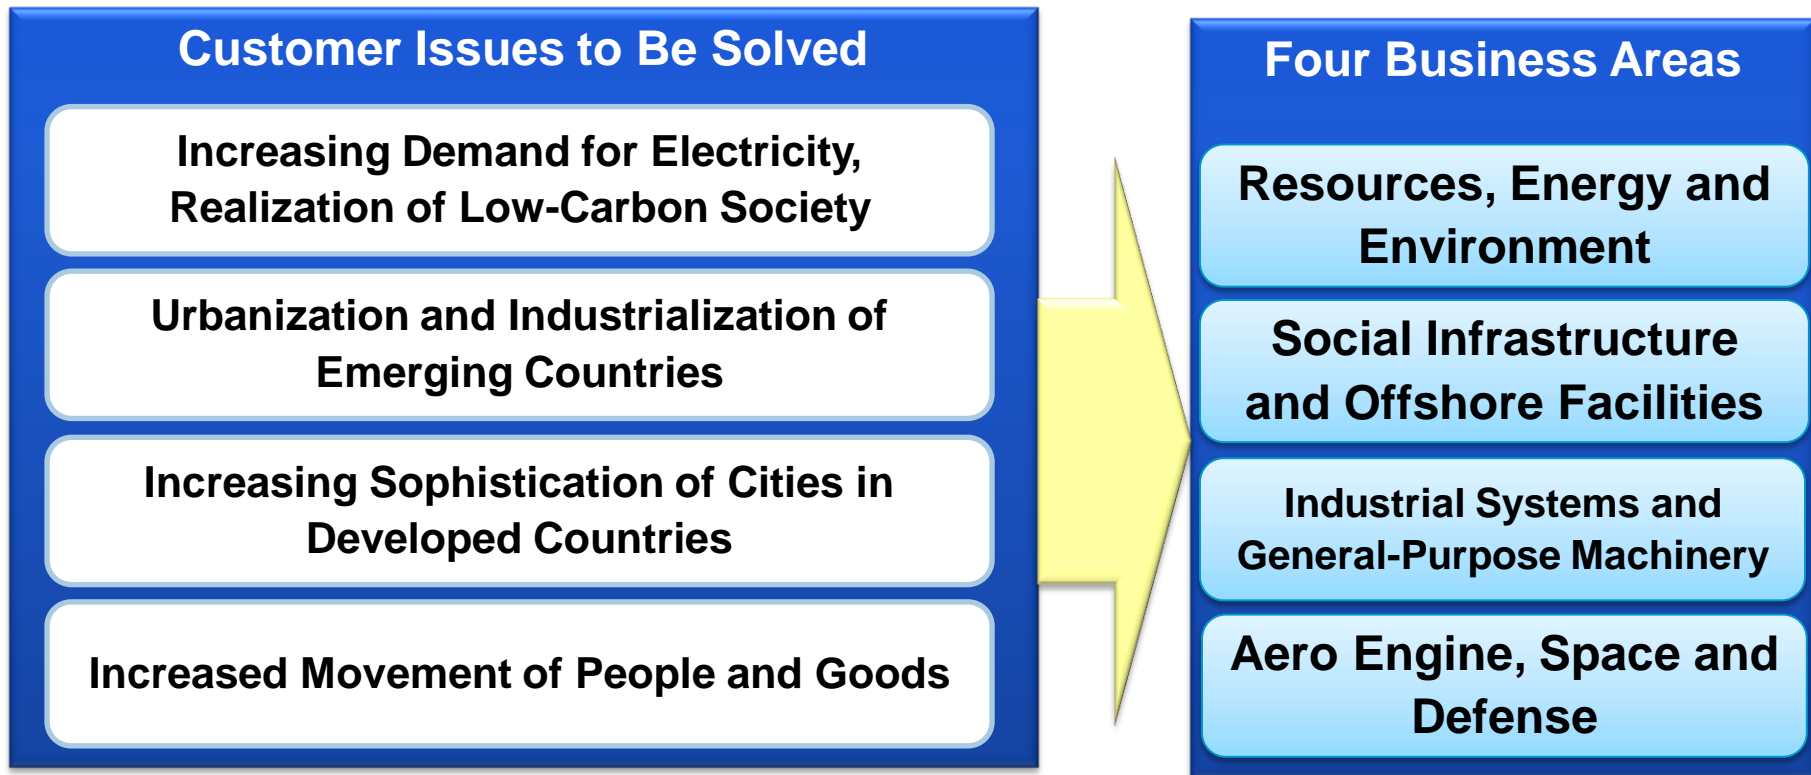 Customer Issues to Be Solved
Increasing Demand for Electricity,
Realization of Low-Carbon Society
Urbanization and Industrialization of
Emerging Countries
Increasing Sophistication of Cities in
Developed Countries
Increased Movement of People and Goods
Four Business Areas
Resources, Energy and
Environment
Social Infrastructure
and Offshore Facilities
Industrial Systems and
General-Purpose Machinery
Aero Engine, Space and
Defense